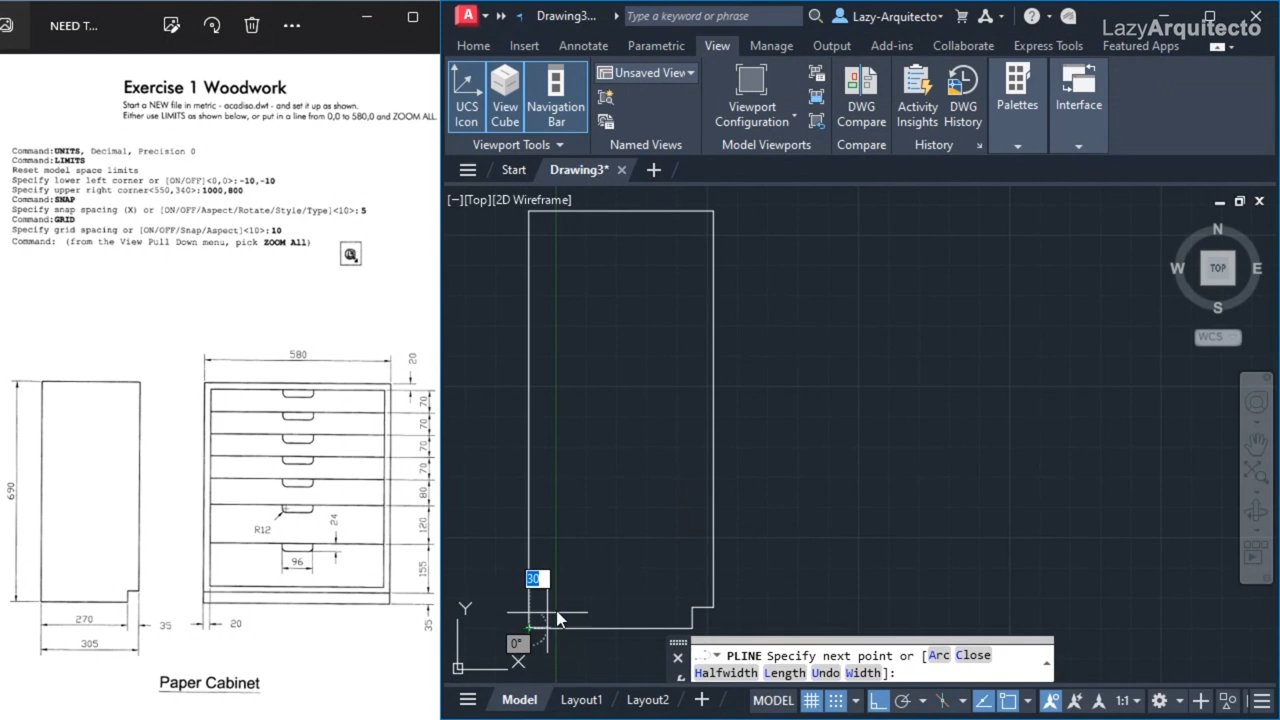 NEED T...
Exercise 1 Woodwork
Start a NEW file in metric - acadiso.dwt - and set it up as shown.
Either use LIMITS as shown below, or put in a line from 0,0 to 580,0 and ZOOM ALL.
Command:UNITS, Decimal, Precision 0
Command:LIMITS
Reset model space limits
Specify lower left corner or [ON/OFF]<0,0>:-10,-10
Specify upper right corner<550,340>:1000,800
Command:SNAP
Specify snap spacing (X) or [ON/OFF/Aspect/Rotate/Style/Type]<10>:5
Command:GRID
Specify grid spacing or [ON/OFF/Snap/Aspect]<10>:10
Command: (from the View Pull Down menu, pick ZOOM All)
580
20
70
70
70
70
80
120
155
35
690
R12
24
96
270
35
305
20
Paper Cabinet
A
Drawing3...
Type a keyword or phrase
Lazy-Arquitecto
LazyArquitecto
Home Insert Annotate Parametric View Manage Output Add-ins Collaborate Express Tools Featured Apps
UCS Icon
View Cube
Navigation Bar
Viewport Tools
Unsaved View
Named Views
Viewport Configuration
Model Viewports
DWG Compare
Compare
Activity Insights
DWG History
History
Palettes
Interface
Start
Drawing3*
[−][Top][2D Wireframe]
N
W
TOP
E
S
WCS
30
0°
Y
X
PLINE Specify next point or [Arc Close
Halfwidth Length Undo Width]:
Model Layout1 Layout2
MODEL
1:1